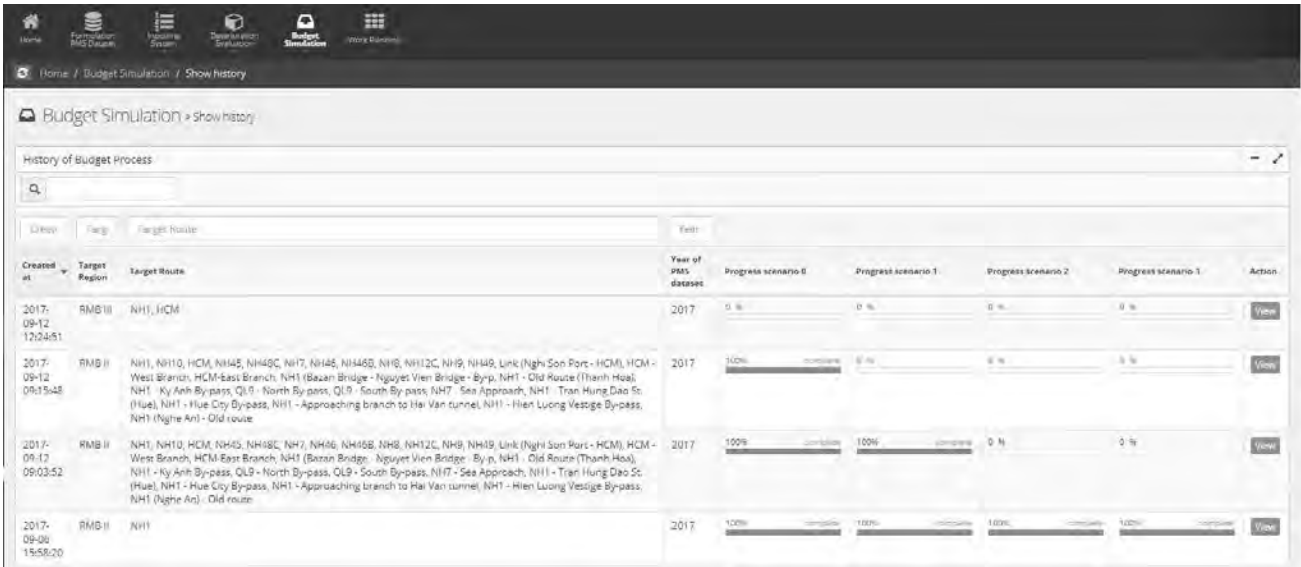 Home
Formulation
PMS Dataset
Inputting
System
Deterioration
Evaluation
Budget
Simulation
Work Planning
Home / Budget Simulation / Show history
Budget Simulation » Show history
History of Budget Process
Target Route
Year
Created at
Target Region
Target Route
Year of PMS dataset
Progress scenario 0
Progress scenario 1
Progress scenario 2
Progress scenario 3
Action
2017-09-12 12:24:51
RMB III
NH1, HCM
2017
0 %
0 %
0 %
0 %
View
2017-09-12 09:15:48
RMB II
NH1, NH10, HCM, NH45, NH48C, NH7, NH46, NH46B, NH8, NH12C, NH9, NH49, Link (Nghi Son Port - HCM), HCM -
West Branch, HCM-East Branch, NH1 (Bazan Bridge - Nguyet Vien Bridge - By-p, NH1 - Old Route (Thanh Hoa),
NH1 - Ky Anh By-pass, QL9 - North By-pass, QL9 - South By-pass, NH7 - Sea Approach, NH1 - Tran Hung Dao St.
(Hue), NH1 - Hue City By-pass, NH1 - Approaching branch to Hai Van tunnel, NH1 - Hien Luong Vestige By-pass,
NH1 (Nghe An) - Old route
2017
100% complete
0 %
0 %
0 %
View
2017-09-12 09:03:52
RMB II
NH1, NH10, HCM, NH45, NH48C, NH7, NH46, NH46B, NH8, NH12C, NH9, NH49, Link (Nghi Son Port - HCM), HCM -
West Branch, HCM-East Branch, NH1 (Bazan Bridge - Nguyet Vien Bridge - By-p, NH1 - Old Route (Thanh Hoa),
NH1 - Ky Anh By-pass, QL9 - North By-pass, QL9 - South By-pass, NH7 - Sea Approach, NH1 - Tran Hung Dao St.
(Hue), NH1 - Hue City By-pass, NH1 - Approaching branch to Hai Van tunnel, NH1 - Hien Luong Vestige By-pass,
NH1 (Nghe An) - Old route
2017
100% complete
100% complete
0 %
0 %
View
2017-09-06 15:58:20
RMB II
NH1
2017
100% complete
100% complete
100% complete
100% complete
View